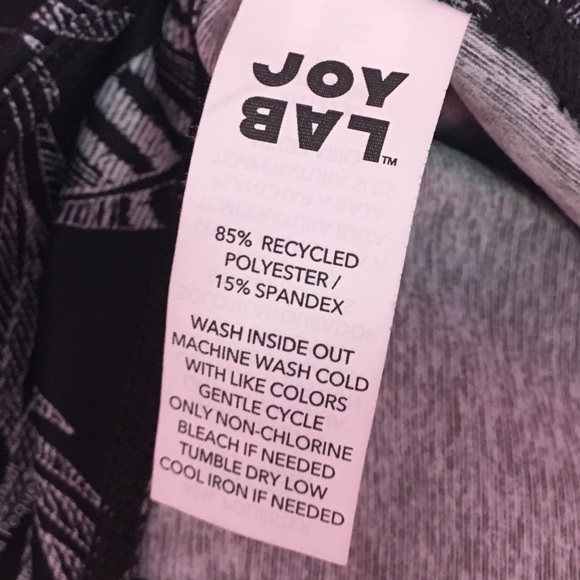 JOY
LAB™
85% RECYCLED
POLYESTER /
15% SPANDEX
WASH INSIDE OUT
MACHINE WASH COLD
WITH LIKE COLORS
GENTLE CYCLE
ONLY NON-CHLORINE
BLEACH IF NEEDED
TUMBLE DRY LOW
COOL IRON IF NEEDED